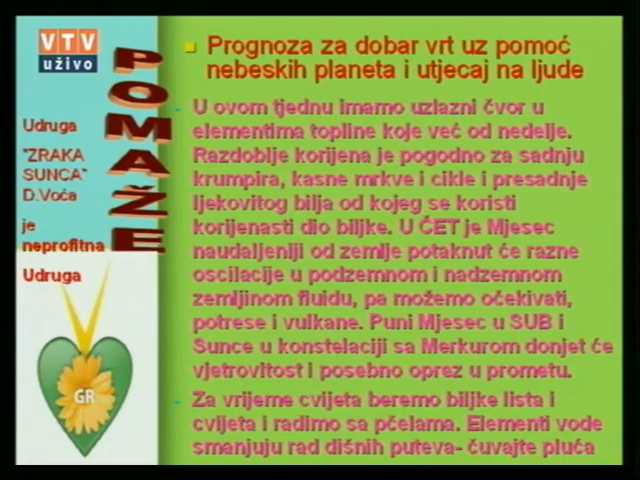 VTV
uživo
POMAŽE
Udruga
"ZRAKA
SUNCA"
D.Voća
je
neprofitna
Udruga
GR
Prognoza za dobar vrt uz pomoć
nebeskih planeta i utjecaj na ljude
- U ovom tjednu imamo uzlazni čvor u
elementima topline koje već od nedelje.
Razdoblje korijena je pogodno za sadnju
krumpira, kasne mrkve i cikle i presadnje
ljekovitog bilja od kojeg se koristi
korijenasti dio biljke. U ČET je Mjesec
naudaljeniji od zemlje potaknut će razne
oscilacije u podzemnom i nadzemnom
zemljinom fluidu, pa možemo očekivati,
potrese i vulkane. Puni Mjesec u SUB i
Sunce u konstelaciji sa Merkurom donjet će
vjetrovitost i posebno oprez u prometu.
- Za vrijeme cvijeta beremo biljke lista i
cvijeta i radimo sa pčelama. Elementi vode
smanjuju rad dišnih puteva- čuvajte pluća